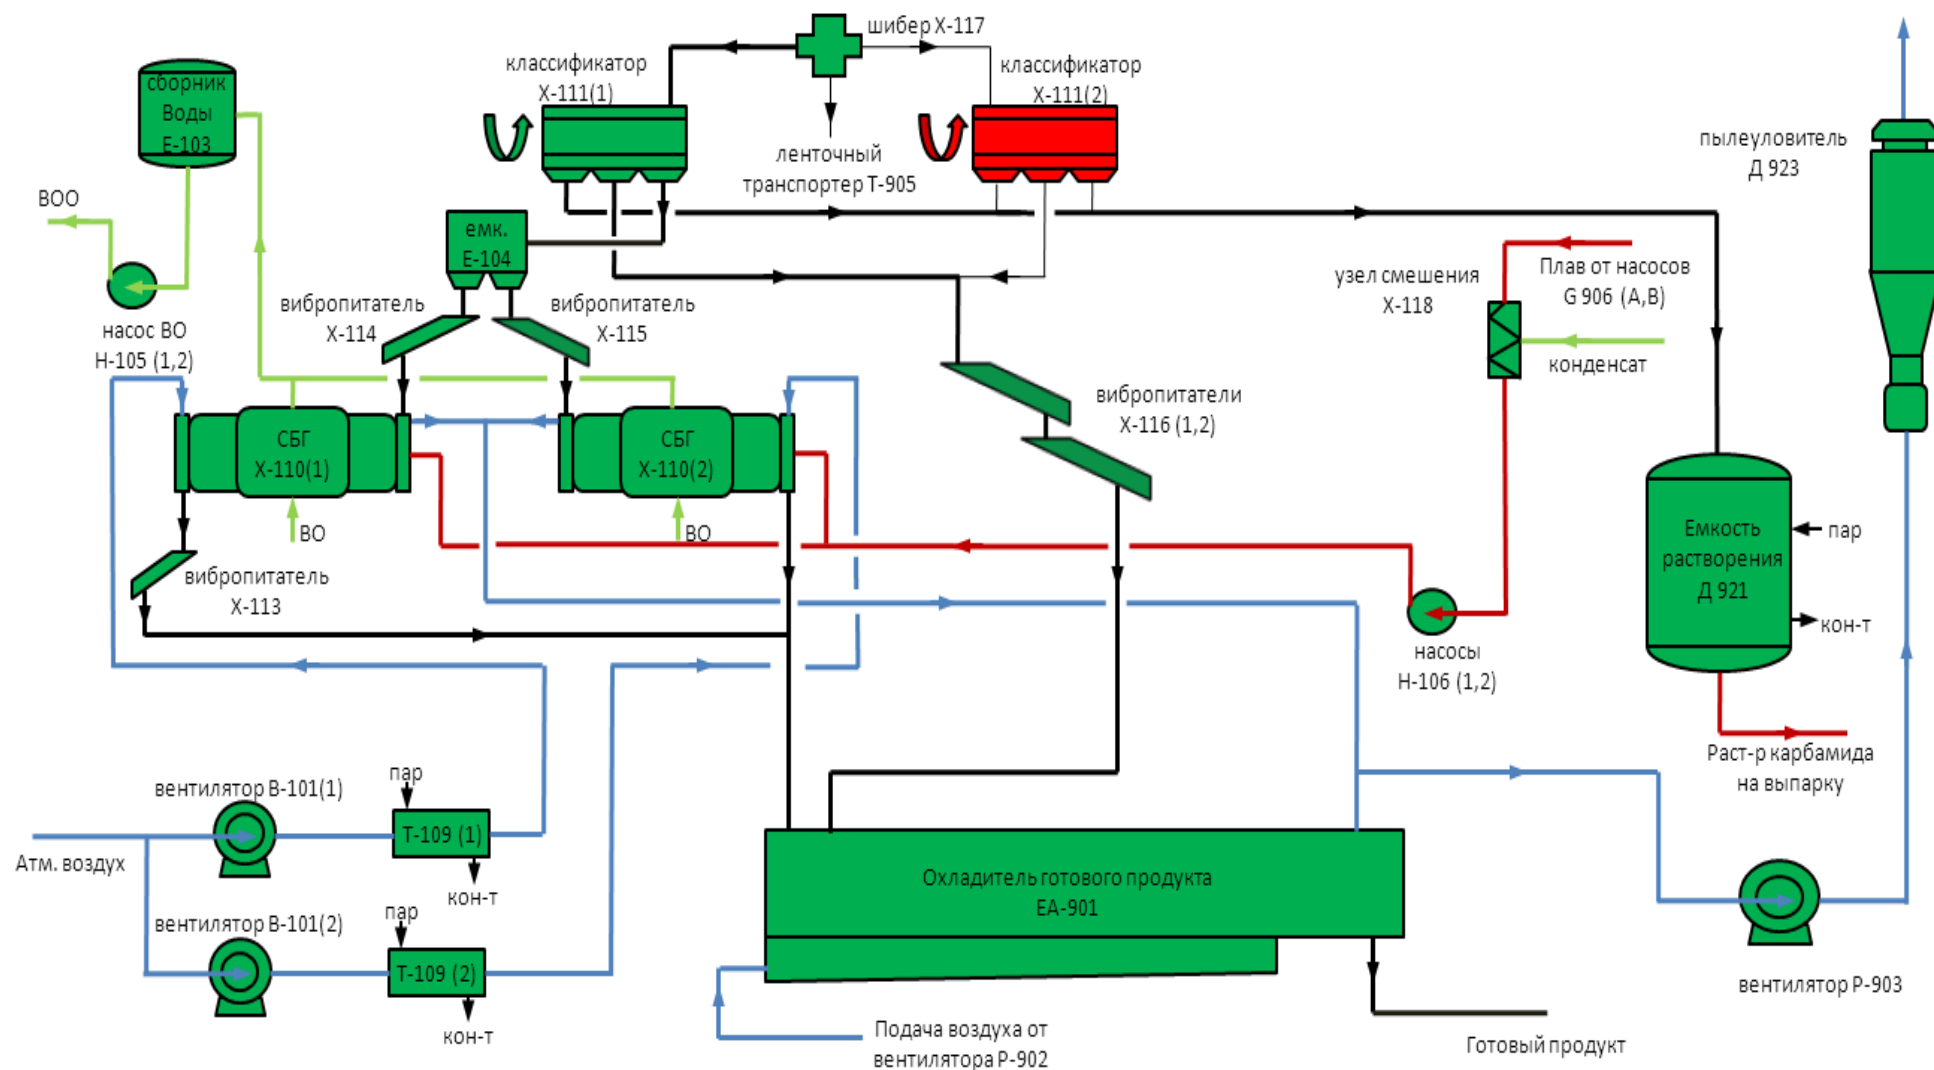 шибер Х-117
классификатор
Х-111(1)
классификатор
Х-111(2)
сборник
Воды
Е-103
ленточный
транспортер Т-905
пылеуловитель
Д 923
ВОО
емк.
Е-104
насос ВО
Н-105 (1,2)
вибропитатель
Х-114
вибропитатель
Х-115
узел смешения
Х-118
Плав от насосов
G 906 (А,В)
конденсат
вибропитатели
Х-116 (1,2)
СБГ
Х-110(1)
СБГ
Х-110(2)
ВО
ВО
вибропитатель
Х-113
Емкость
растворения
Д 921
пар
кон-т
насосы
Н-106 (1,2)
Раст-р карбамида
на выпарку
вентилятор В-101(1)
пар
Т-109 (1)
кон-т
Атм. воздух
вентилятор В-101(2)
пар
Т-109 (2)
кон-т
Охладитель готового продукта
ЕА-901
Подача воздуха от
вентилятора Р-902
вентилятор Р-903
Готовый продукт